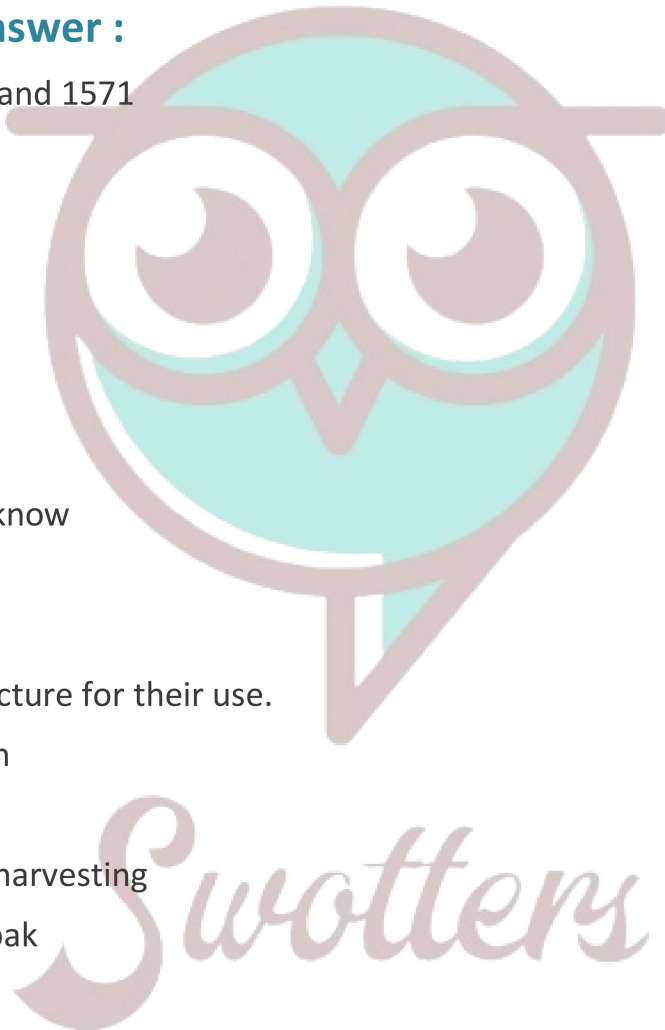 nswer :
and 1571
know
cture for their use.
n
harvesting
oak
Swotters